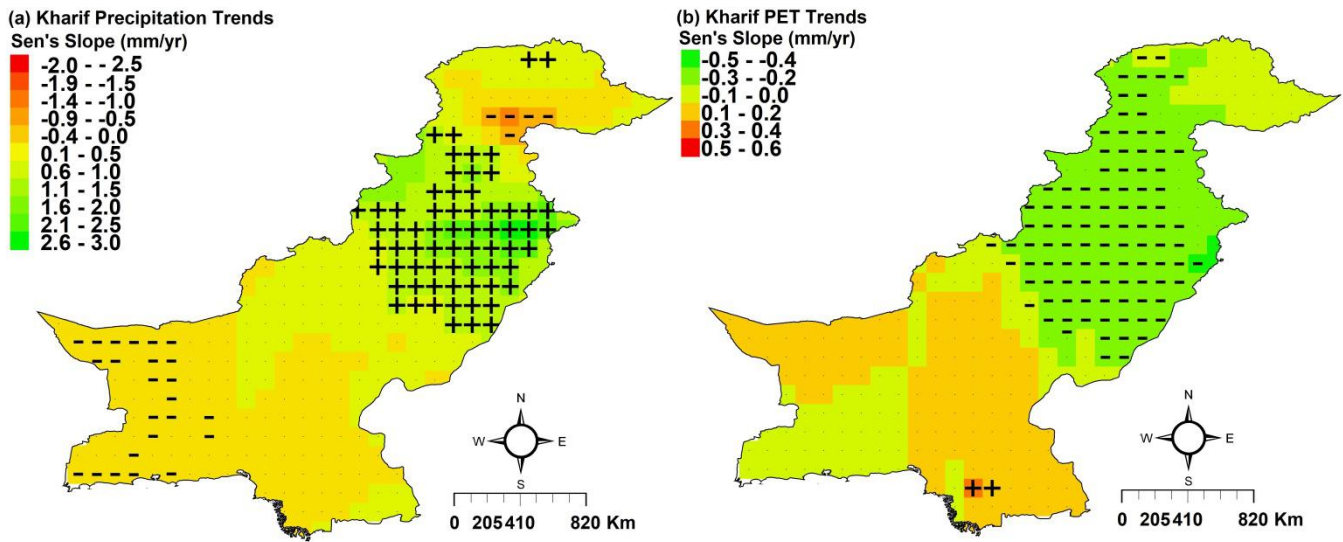 (a) Kharif Precipitation Trends
Sen's Slope (mm/yr)
-2.0 - - 2.5
-1.9 - -1.5
-1.4 - -1.0
-0.9 - -0.5
-0.4 - 0.0
0.1 - 0.5
0.6 - 1.0
1.1 - 1.5
1.6 - 2.0
2.1 - 2.5
2.6 - 3.0
N
W E
S
0 205 410 820 Km
(b) Kharif PET Trends
Sen's Slope (mm/yr)
-0.5 - -0.4
-0.3 - -0.2
-0.1 - 0.0
0.1 - 0.2
0.3 - 0.4
0.5 - 0.6
N
W E
S
0 205 410 820 Km